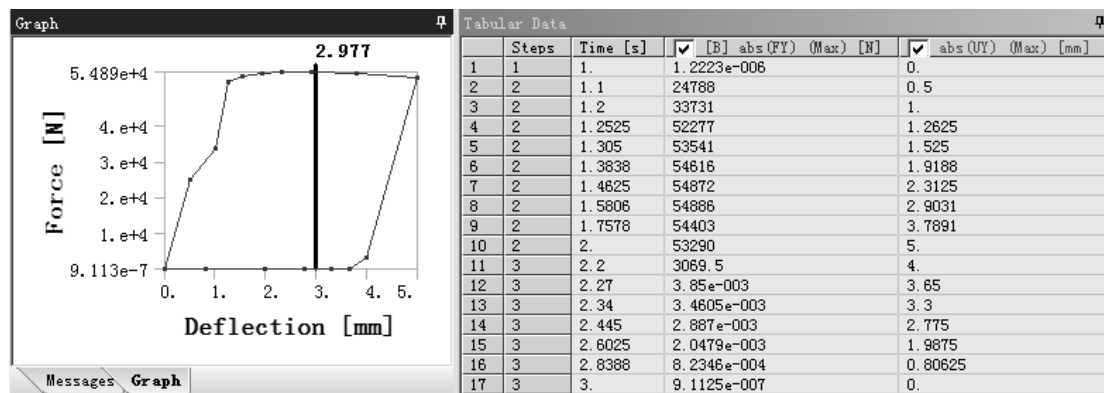 Graph
2.977
5.489e+4
4.e+4
3.e+4
2.e+4
1.e+4
9.113e-7
Force [N]
0. 1. 2. 3. 4. 5.
Deflection [mm]
Messages Graph
Tabular Data
Steps Time [s] [B] abs(FY) (Max) [N] abs(UY) (Max) [mm]
1 1 1. 1.2223e-006 0.
2 2 1.1 24788 0.5
3 2 1.2 33731 1.
4 2 1.2525 52277 1.2625
5 2 1.305 53541 1.525
6 2 1.3838 54616 1.9188
7 2 1.4625 54872 2.3125
8 2 1.5806 54886 2.9031
9 2 1.7578 54403 3.7891
10 2 2. 53290 5.
11 3 2.2 3069.5 4.
12 3 2.27 3.85e-003 3.65
13 3 2.34 3.4605e-003 3.3
14 3 2.445 2.887e-003 2.775
15 3 2.6025 2.0479e-003 1.9875
16 3 2.8388 8.2346e-004 0.80625
17 3 3. 9.1125e-007 0.